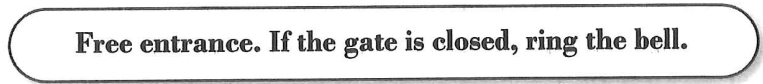 Free entrance. If the gate is closed, ring the bell.